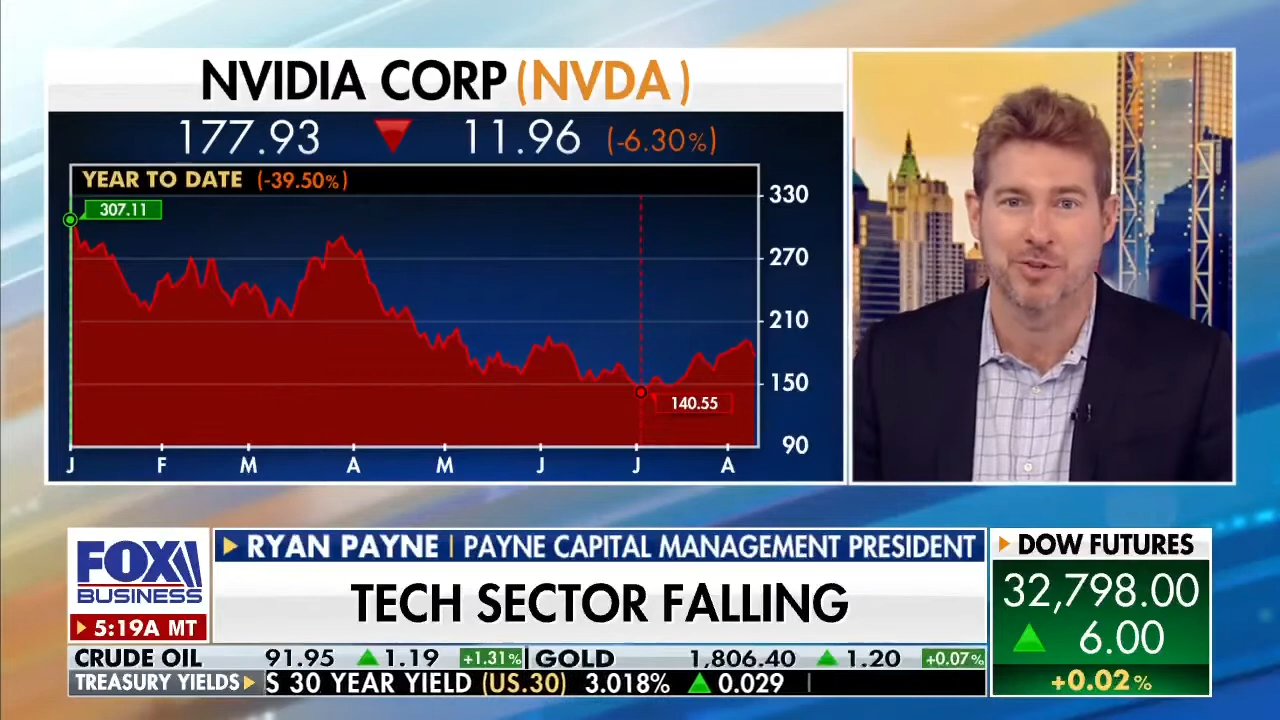 NVIDIA CORP (NVDA)
177.93 ▼ 11.96 (-6.30%)
YEAR TO DATE (-39.50%)
307.11
330
270
210
150
90
140.55
J F M A M J J A
RYAN PAYNE | PAYNE CAPITAL MANAGEMENT PRESIDENT
TECH SECTOR FALLING
FOX
BUSINESS
5:19A MT
DOW FUTURES
32,798.00
▲ 6.00
+0.02%
CRUDE OIL 91.95 ▲ 1.19 +1.31% GOLD 1,806.40 ▲ 1.20 +0.07%
TREASURY YIELDS S 30 YEAR YIELD (US.30) 3.018% ▲ 0.029